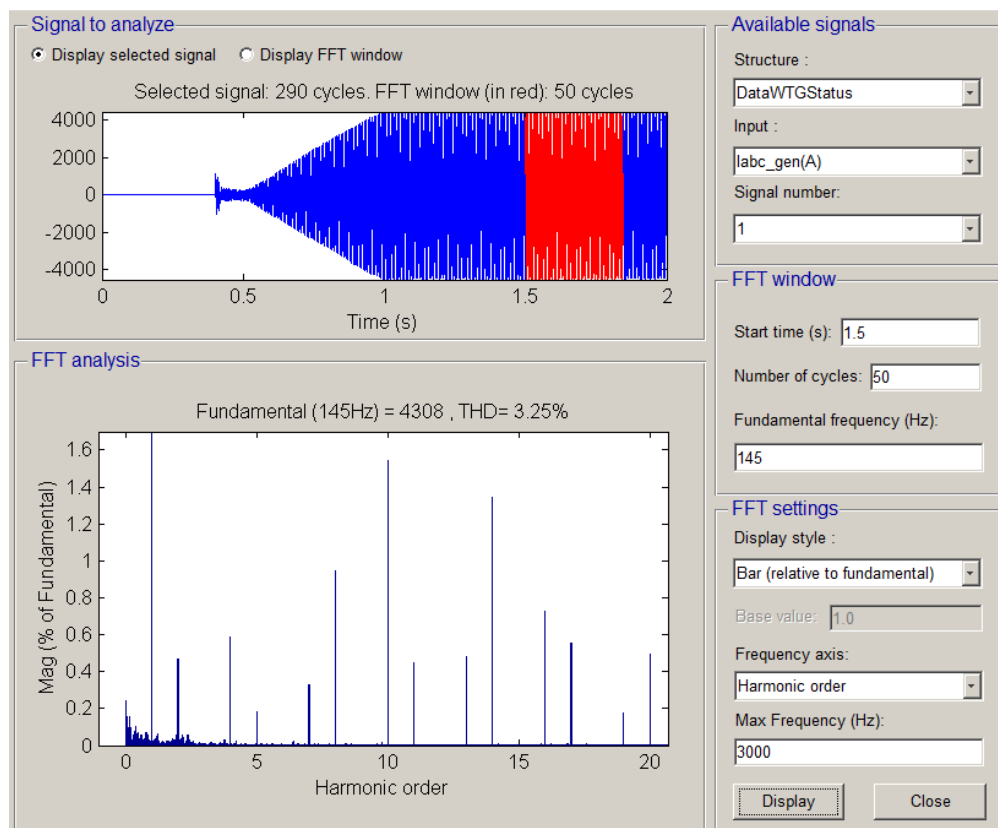 Signal to analyze
Display selected signal Display FFT window
Selected signal: 290 cycles. FFT window (in red): 50 cycles
4000
2000
0
-2000
-4000
0 0.5 1 1.5 2
Time (s)
FFT analysis
Fundamental (145Hz) = 4308 , THD= 3.25%
Mag (% of Fundamental)
1.6
1.4
1.2
1
0.8
0.6
0.4
0.2
0
0 5 10 15 20
Harmonic order
Available signals
Structure :
DataWTGStatus
Input :
Iabc_gen(A)
Signal number:
1
FFT window
Start time (s): 1.5
Number of cycles: 50
Fundamental frequency (Hz):
145
FFT settings
Display style :
Bar (relative to fundamental)
Base value: 1.0
Frequency axis:
Harmonic order
Max Frequency (Hz):
3000
Display Close